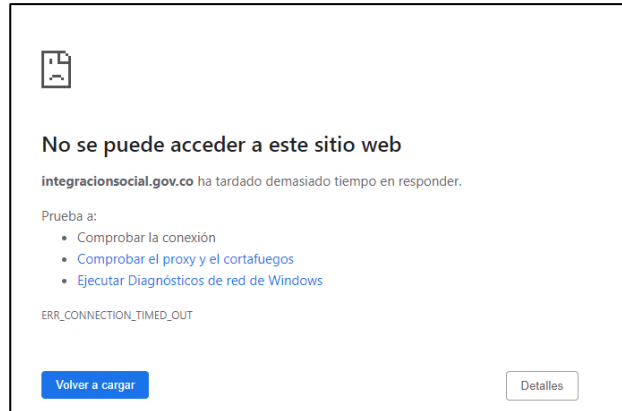 No se puede acceder a este sitio web
integracionsocial.gov.co ha tardado demasiado tiempo en responder.
Prueba a:
• Comprobar la conexión
• Comprobar el proxy y el cortafuegos
• Ejecutar Diagnósticos de red de Windows
ERR_CONNECTION_TIMED_OUT
Volver a cargar
Detalles